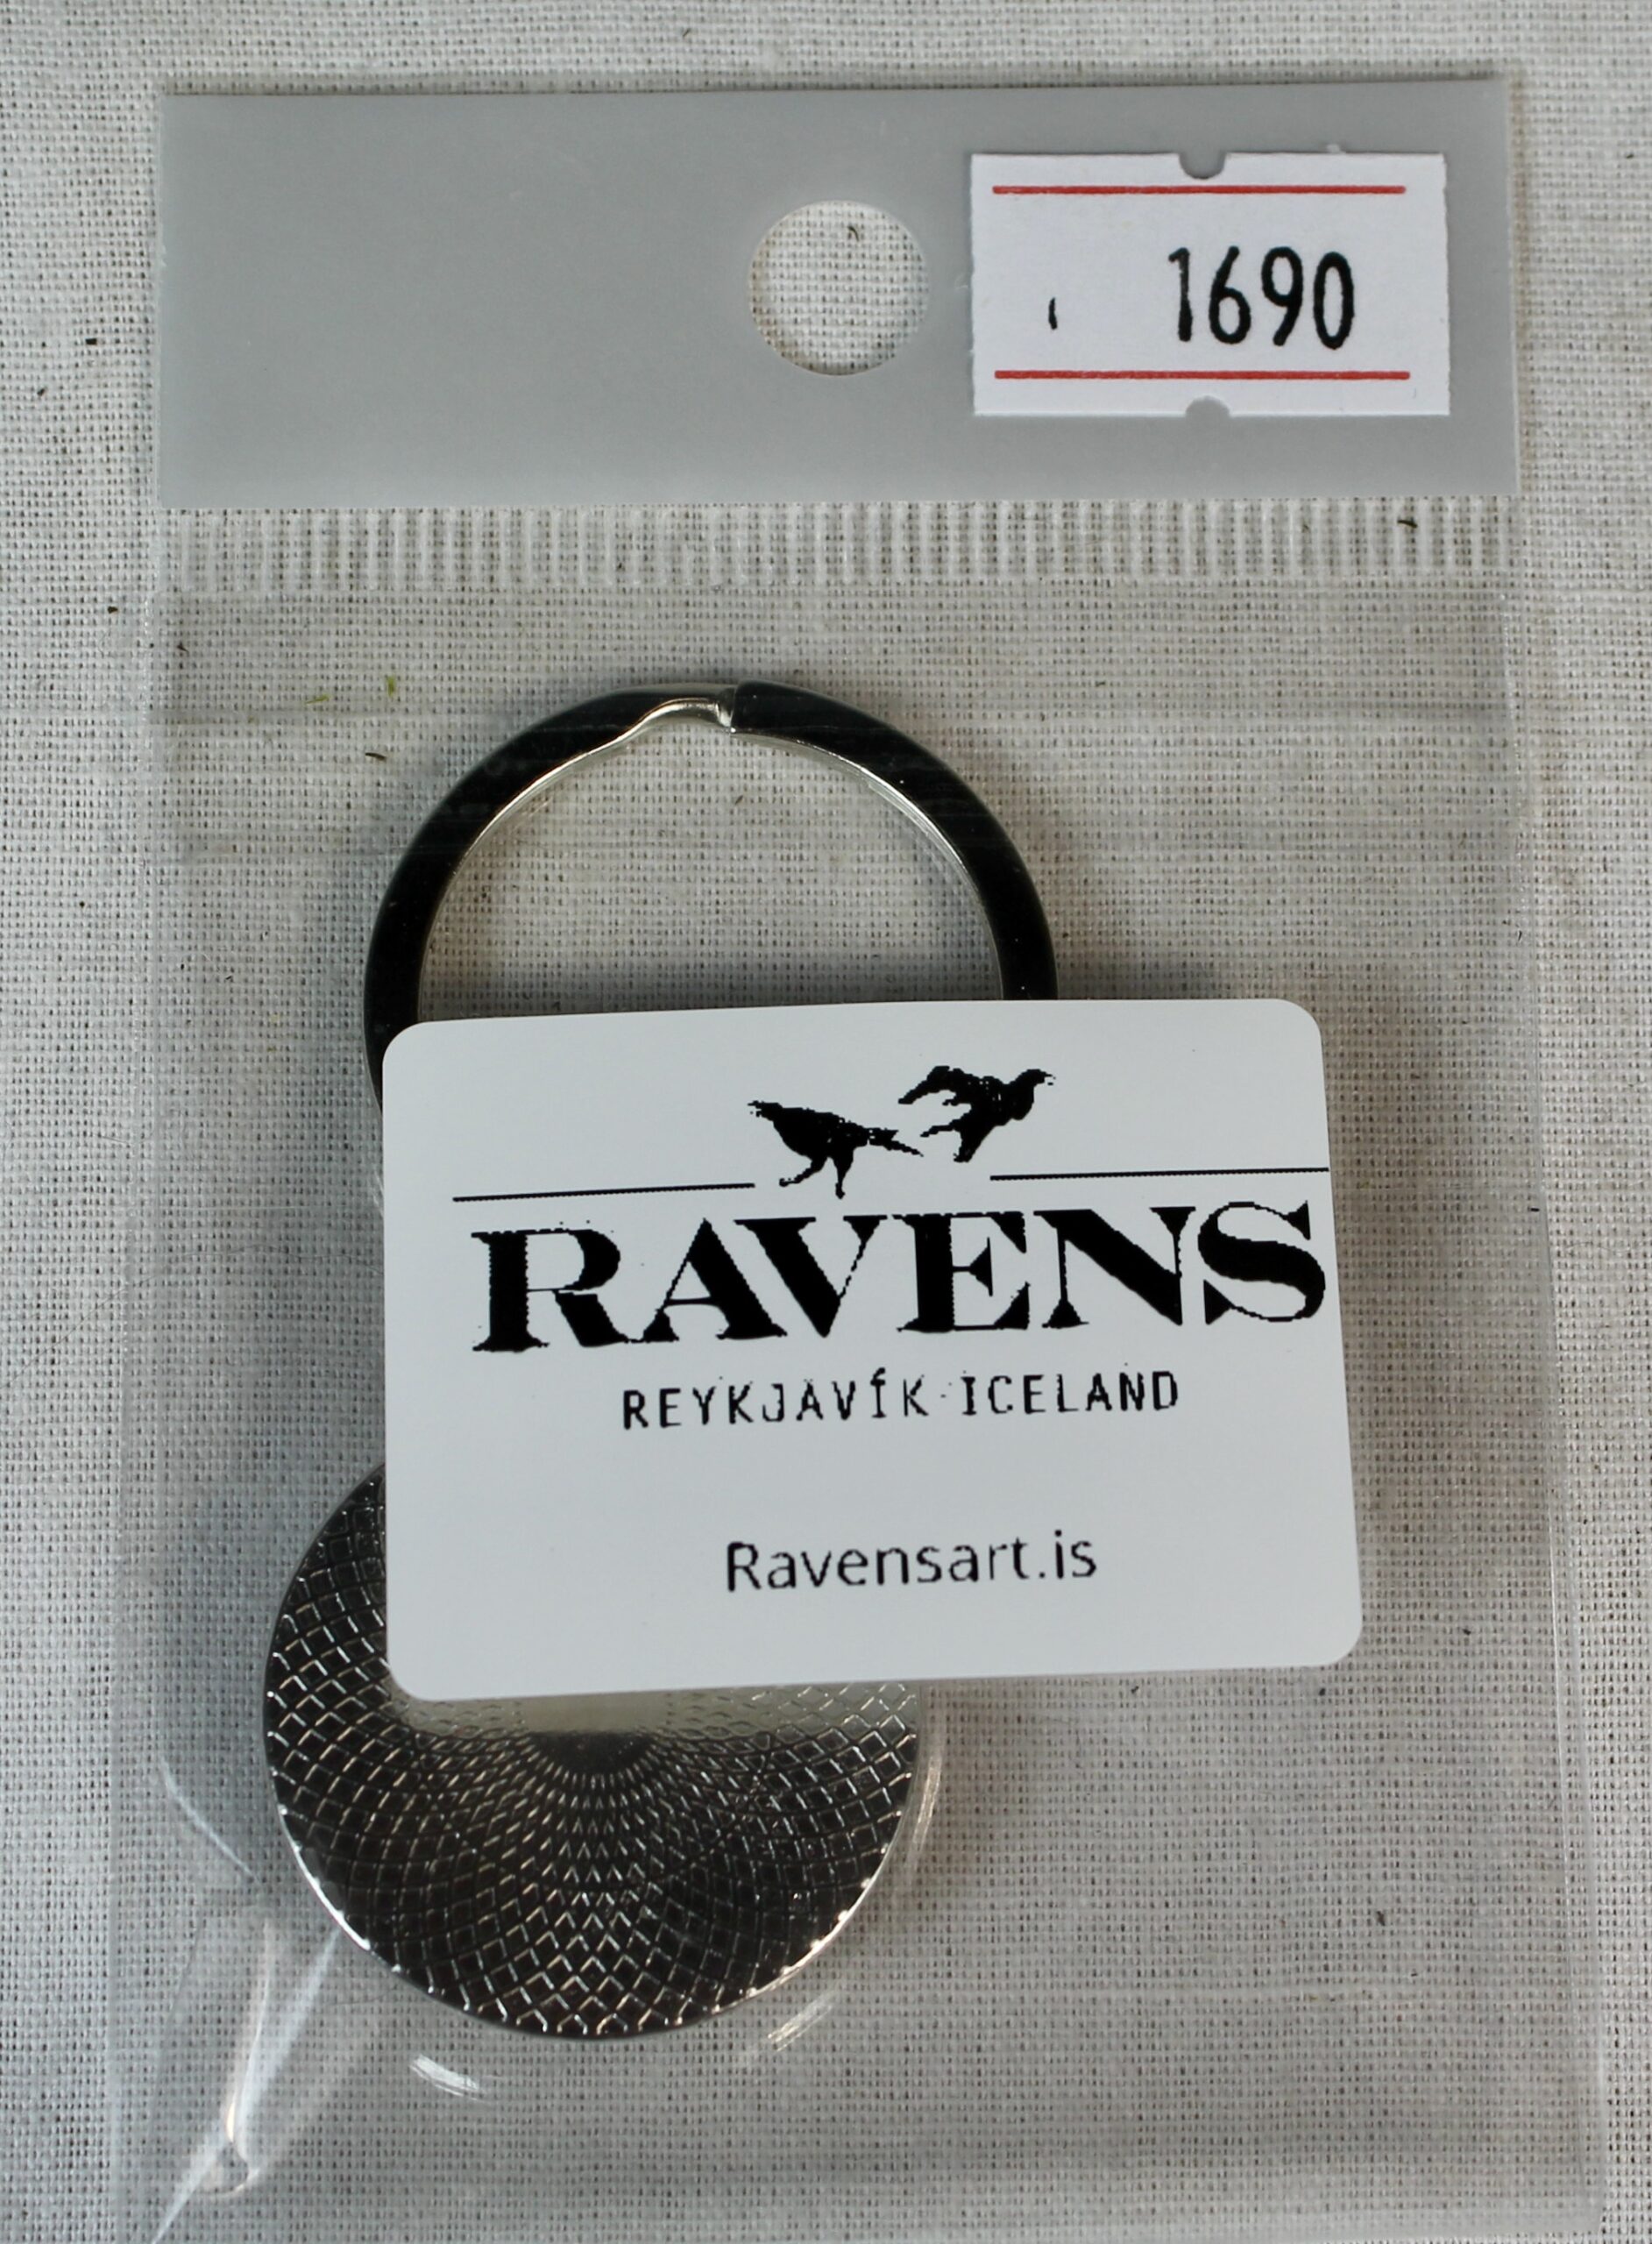 1690
RAVENS
REYKJAVÍK ICELAND
Ravensart.is